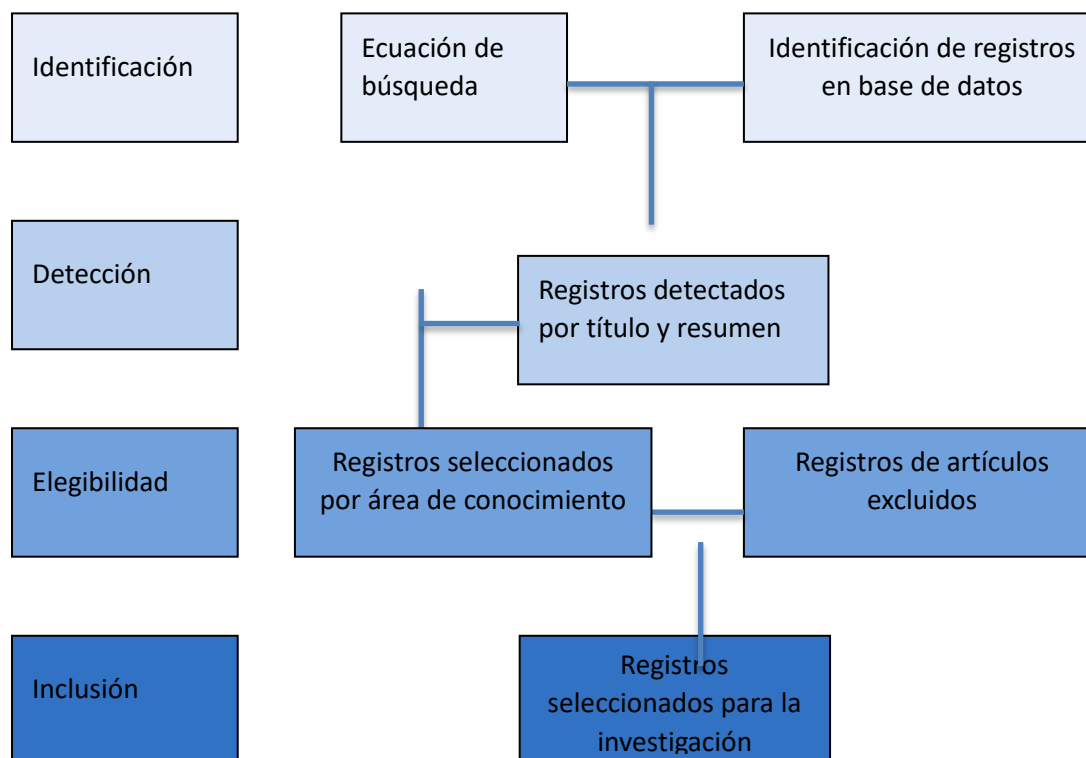 Identificación
Ecuación de
búsqueda
Identificación de registros
en base de datos
Detección
Registros detectados
por título y resumen
Elegibilidad
Registros seleccionados
por área de conocimiento
Registros de artículos
excluidos
Inclusión
Registros
seleccionados para la
investigación